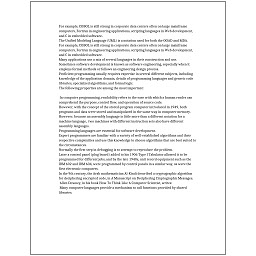 For example, COBOL is still strong in corporate data centers often on large mainframe
computers, Fortran in engineering applications, scripting languages in Web development,
and C in embedded software.
The Unified Modeling Language (UML) is a notation used for both the OOAD and MDA.
For example, COBOL is still strong in corporate data centers often on large mainframe
computers, Fortran in engineering applications, scripting languages in Web development,
and C in embedded software.
Many applications use a mix of several languages in their construction and use.
Sometimes software development is known as software engineering, especially when it
employs formal methods or follows an engineering design process.
Proficient programming usually requires expertise in several different subjects, including
knowledge of the application domain, details of programming languages and generic code
libraries, specialized algorithms, and formal logic.
The following properties are among the most important:

In computer programming, readability refers to the ease with which a human reader can
comprehend the purpose, control flow, and operation of source code.
However, with the concept of the stored-program computer introduced in 1949, both
programs and data were stored and manipulated in the same way in computer memory.
However, because an assembly language is little more than a different notation for a
machine language, two machines with different instruction sets also have different
assembly languages.
Programming languages are essential for software development.
Expert programmers are familiar with a variety of well-established algorithms and their
respective complexities and use this knowledge to choose algorithms that are best suited to
the circumstances.
Normally the first step in debugging is to attempt to reproduce the problem.
Later a control panel (plug board) added to his 1906 Type I Tabulator allowed it to be
programmed for different jobs, and by the late 1940s, unit record equipment such as the
IBM 602 and IBM 604, were programmed by control panels in a similar way, as were the
first electronic computers.
In the 9th century, the Arab mathematician Al-Kindi described a cryptographic algorithm
for deciphering encrypted code, in A Manuscript on Deciphering Cryptographic Messages.
Allen Downey, in his book How To Think Like A Computer Scientist, writes:
Many computer languages provide a mechanism to call functions provided by shared
libraries.